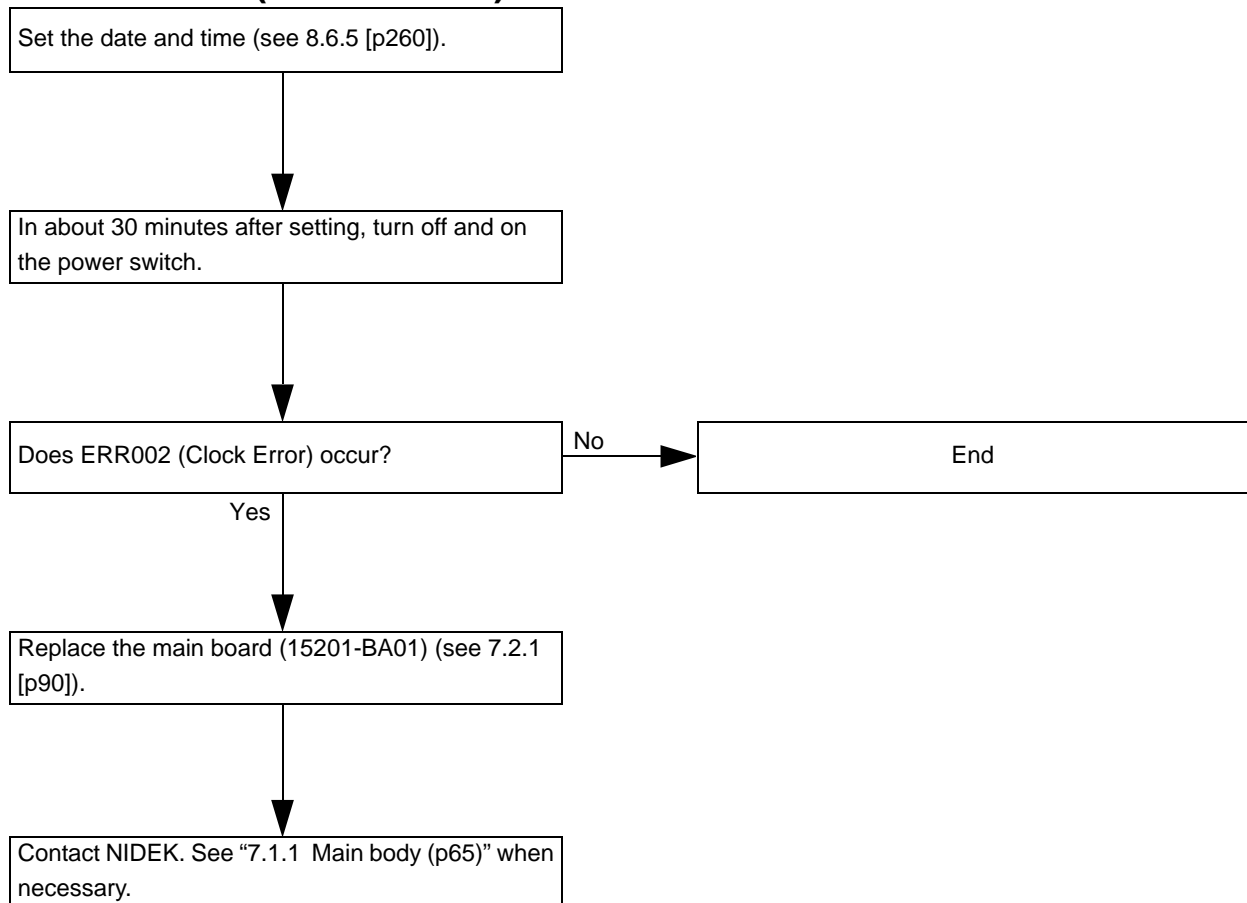 Set the date and time (see 8.6.5 [p260]).
In about 30 minutes after setting, turn off and on
the power switch.
Does ERR002 (Clock Error) occur?
No
End
Yes
Replace the main board (15201-BA01) (see 7.2.1
[p90]).
Contact NIDEK. See “7.1.1  Main body (p65)” when
necessary.